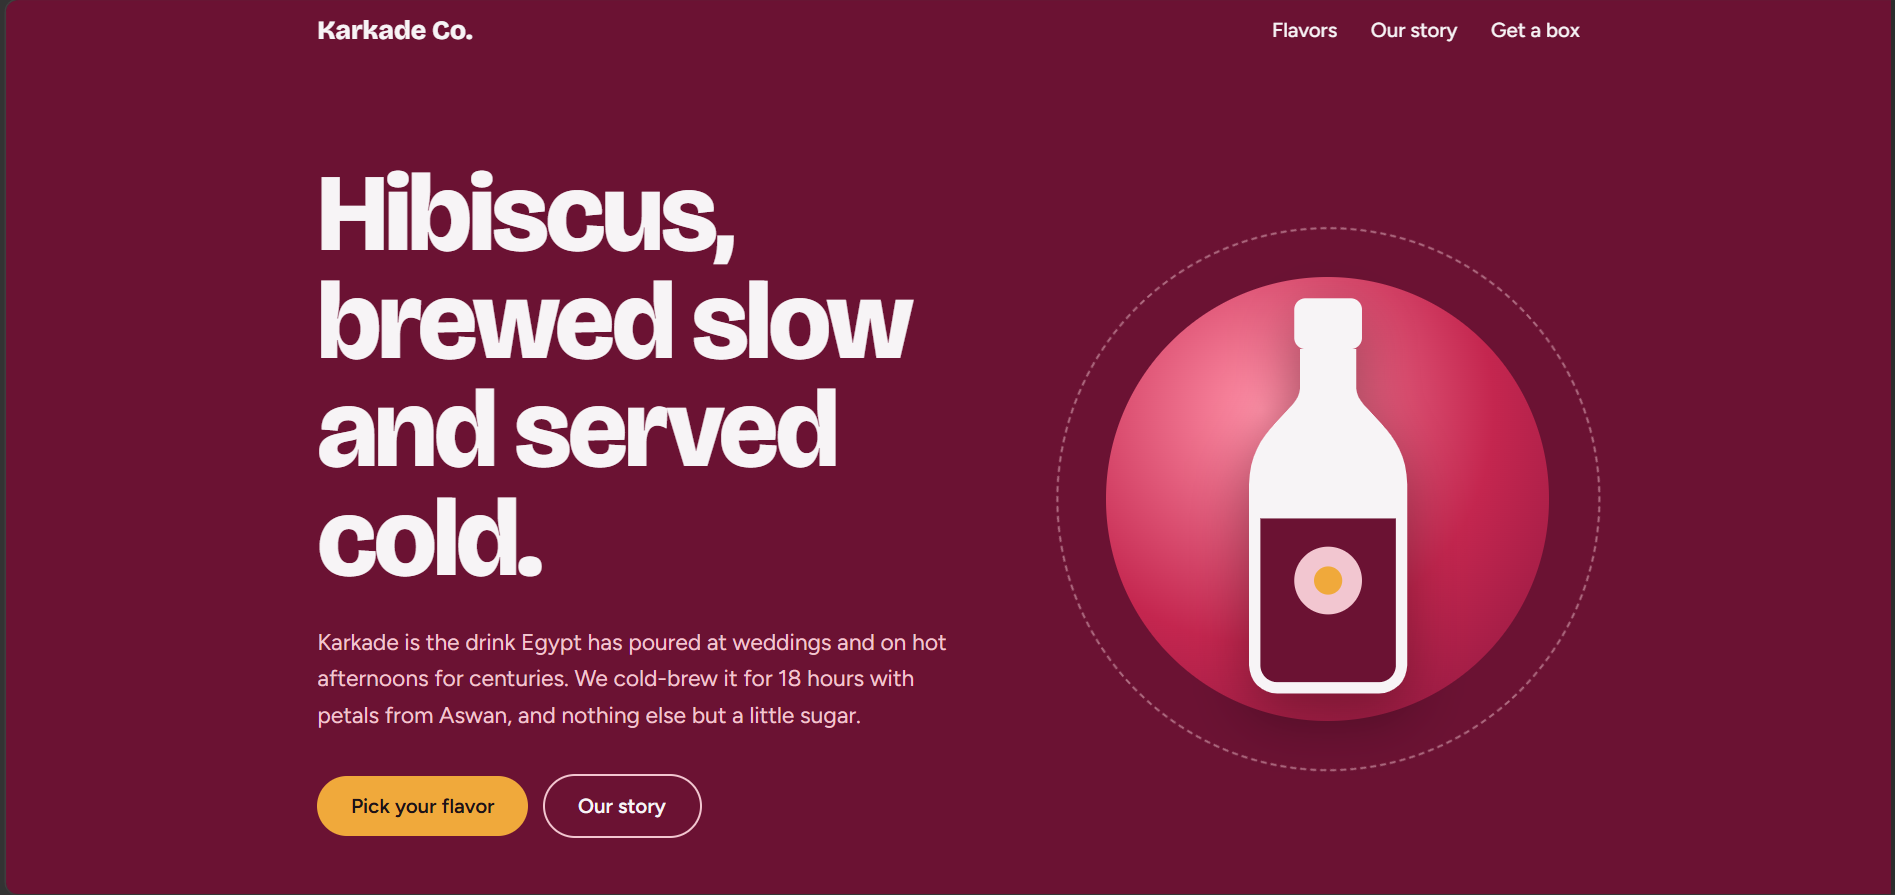 Karkade Co.
Flavors
Our story
Get a box
Hibiscus,
brewed slow
and served
cold.
Karkade is the drink Egypt has poured at weddings and on hot
afternoons for centuries. We cold-brew it for 18 hours with
petals from Aswan, and nothing else but a little sugar.
Pick your flavor
Our story